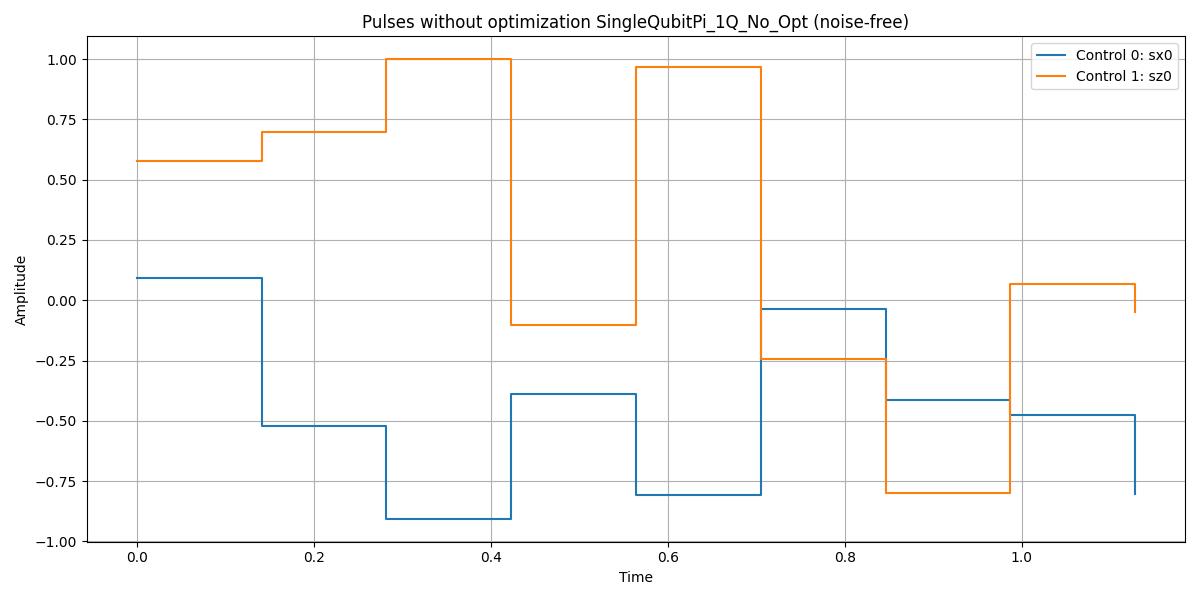 Pulses without optimization SingleQubitPi_1Q_No_Opt (noise-free)
Control 0: sx0
Control 1: sz0
1.00
0.75
0.50
0.25
0.00
−0.25
−0.50
−0.75
−1.00
Amplitude
0.0 0.2 0.4 0.6 0.8 1.0
Time